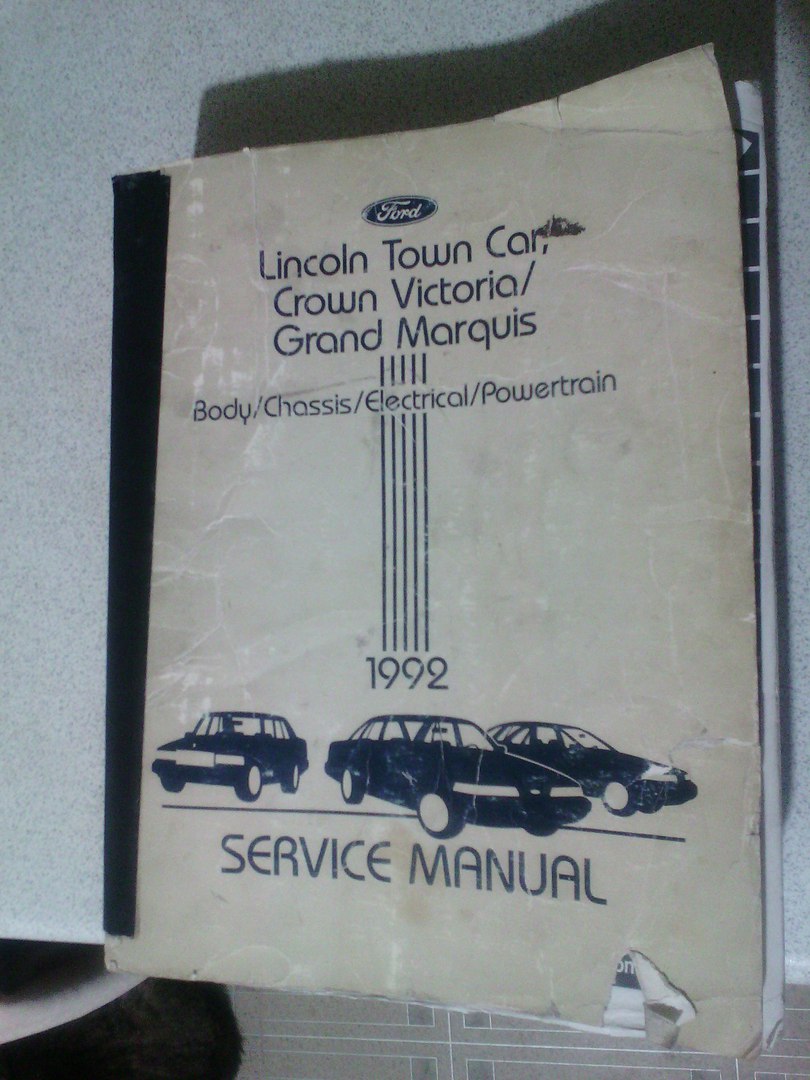 Ford
Lincoln Town Car,
Crown Victoria/
Grand Marquis
Body/Chassis/Electrical/Powertrain
1992
SERVICE MANUAL